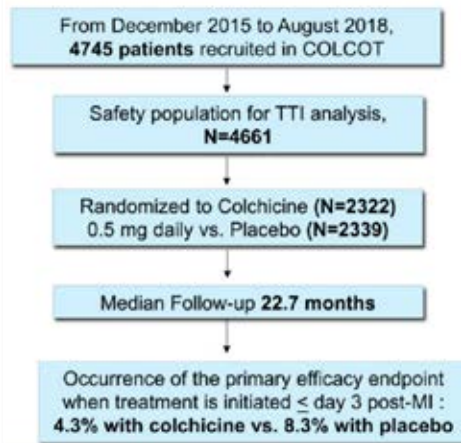 From December 2015 to August 2018,
4745 patients recruited in COLCOT
Safety population for TTI analysis,
N=4661
Randomized to Colchicine (N=2322)
0.5 mg daily vs. Placebo (N=2339)
Median Follow-up 22.7 months
Occurrence of the primary efficacy endpoint
when treatment is initiated ≤ day 3 post-MI :
4.3% with colchicine vs. 8.3% with placebo